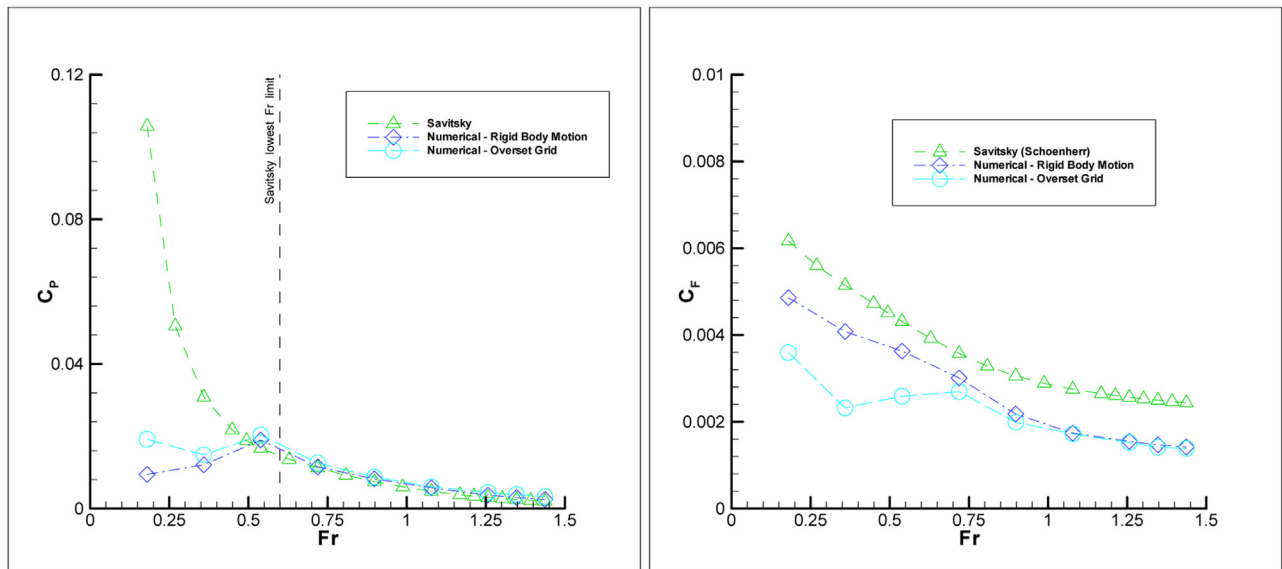 0.12
0.08
0.04
0
C_P
Savitsky lowest Fr limit
Savitsky
Numerical - Rigid Body Motion
Numerical - Overset Grid
0 0.25 0.5 0.75 1 1.25 1.5
Fr
0.01
0.008
0.006
0.004
0.002
0
C_F
Savitsky (Schoenherr)
Numerical - Rigid Body Motion
Numerical - Overset Grid
0 0.25 0.5 0.75 1 1.25 1.5
Fr